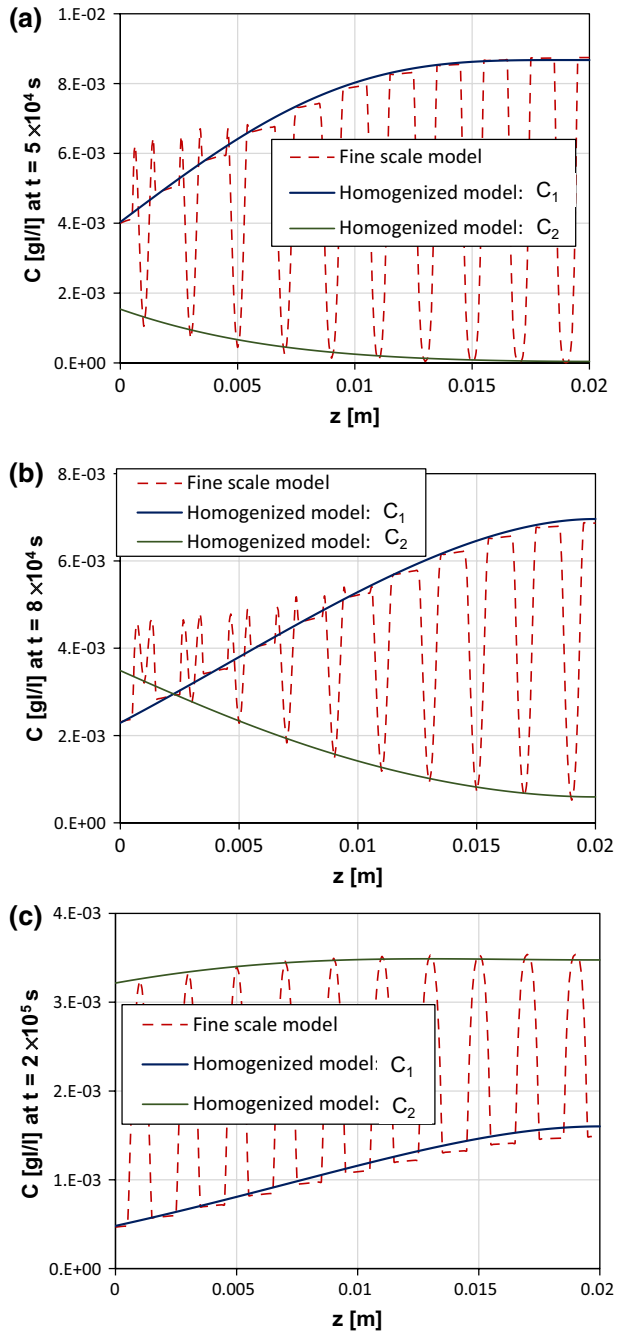 (a)
1.E-02
8.E-03
6.E-03
4.E-03
2.E-03
0.E+00
C [gl/l] at t = 5 ×10⁴ s
Fine scale model
Homogenized model: C₁
Homogenized model: C₂
0 0.005 0.01 0.015 0.02
z [m]
(b)
8.E-03
6.E-03
4.E-03
2.E-03
0.E+00
C [gl/l] at t = 8 ×10⁴ s
Fine scale model
Homogenized model: C₁
Homogenized model: C₂
0 0.005 0.01 0.015 0.02
z [m]
(c)
4.E-03
3.E-03
2.E-03
1.E-03
0.E+00
C [gl/l] at t = 2 ×10⁵ s
Fine scale model
Homogenized model: C₁
Homogenized model: C₂
0 0.005 0.01 0.015 0.02
z [m]